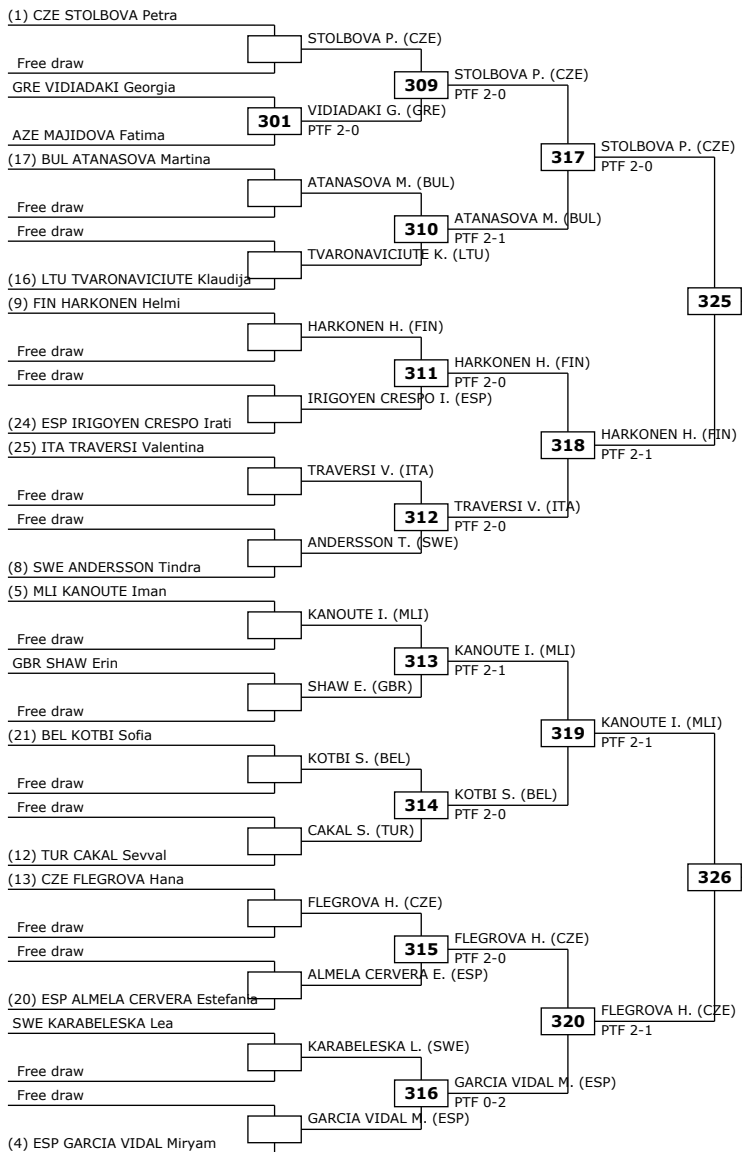 (1) CZE STOLBOVA Petra
STOLBOVA P. (CZE)
Free draw
309
STOLBOVA P. (CZE)
PTF 2-0
GRE VIDIADAKI Georgia
301
VIDIADAKI G. (GRE)
PTF 2-0
AZE MAJIDOVA Fatima
317
STOLBOVA P. (CZE)
PTF 2-0
(17) BUL ATANASOVA Martina
ATANASOVA M. (BUL)
Free draw
310
ATANASOVA M. (BUL)
PTF 2-1
Free draw
TVARONAVICIUTE K. (LTU)
(16) LTU TVARONAVICIUTE Klaudija
325
(9) FIN HARKONEN Helmi
HARKONEN H. (FIN)
Free draw
311
HARKONEN H. (FIN)
PTF 2-0
Free draw
IRIGOYEN CRESPO I. (ESP)
(24) ESP IRIGOYEN CRESPO Irati
318
HARKONEN H. (FIN)
PTF 2-1
(25) ITA TRAVERSI Valentina
TRAVERSI V. (ITA)
Free draw
312
TRAVERSI V. (ITA)
PTF 2-0
Free draw
ANDERSSON T. (SWE)
(8) SWE ANDERSSON Tindra
(5) MLI KANOUTE Iman
KANOUTE I. (MLI)
Free draw
313
KANOUTE I. (MLI)
PTF 2-1
GBR SHAW Erin
SHAW E. (GBR)
Free draw
319
KANOUTE I. (MLI)
PTF 2-1
(21) BEL KOTBI Sofia
KOTBI S. (BEL)
Free draw
314
KOTBI S. (BEL)
PTF 2-0
Free draw
CAKAL S. (TUR)
(12) TUR CAKAL Sevval
326
(13) CZE FLEGROVA Hana
FLEGROVA H. (CZE)
Free draw
315
FLEGROVA H. (CZE)
PTF 2-0
Free draw
ALMELA CERVERA E. (ESP)
(20) ESP ALMELA CERVERA Estefania
320
FLEGROVA H. (CZE)
PTF 2-1
SWE KARABELESKA Lea
KARABELESKA L. (SWE)
Free draw
316
GARCIA VIDAL M. (ESP)
PTF 0-2
Free draw
GARCIA VIDAL M. (ESP)
(4) ESP GARCIA VIDAL Miryam